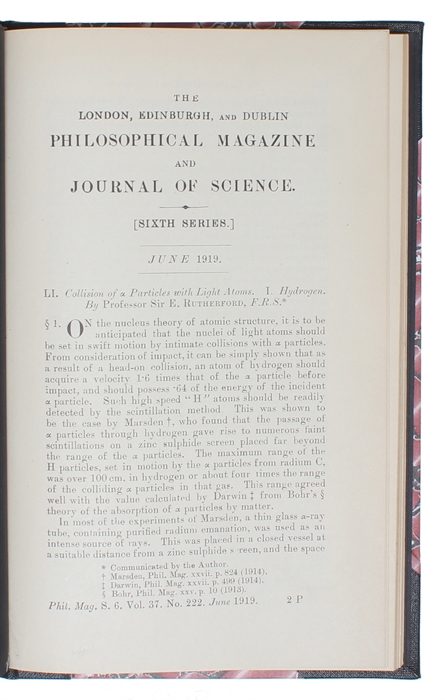 THE
LONDON, EDINBURGH, AND DUBLIN
PHILOSOPHICAL MAGAZINE
AND
JOURNAL OF SCIENCE.
[SIXTH SERIES.]
JUNE 1919.
LI. Collision of α Particles with Light Atoms. I. Hydrogen.
By Professor Sir E. RUTHERFORD, F.R.S.*
§ 1. ON the nucleus theory of atomic structure, it is to be
anticipated that the nuclei of light atoms should
be set in swift motion by intimate collisions with α particles.
From consideration of impact, it can be simply shown that as
a result of a head-on collision, an atom of hydrogen should
acquire a velocity 1·6 times that of the α particle before
impact, and should possess ·64 of the energy of the incident
α particle. Such high speed "H" atoms should be readily
detected by the scintillation method This was shown to
be the case by Marsden †, who found that the passage of
α particles through hydrogen gave rise to numerous faint
scintillations on a zinc sulphide screen placed far beyond
the range of the α particles. The maximum range of the
H particles, set in motion by the α particles from radium C,
was over 100 cm. in hydrogen or about four times the range
of the colliding α particles in that gas. This range agreed
well with the value calculated by Darwin ‡ from Bohr's §
theory of the absorption of α particles by matter.
In most of the experiments of Marsden, a thin glass α-ray
tube, containing purified radium emanation, was used as an
intense source of rays. This was placed in a closed vessel at
a suitable distance from a zinc sulphide screen, and the space
* Communicated by the Author.
† Marsden, Phil. Mag. xxvii. p. 824 (1914).
‡ Darwin, Phil. Mag. xxvii. p. 499 (1914).
§ Bohr, Phil. Mag. xxv. p. 10 (1913).
Phil. Mag. S. 6. Vol. 37. No. 222. June 1919. 2 P